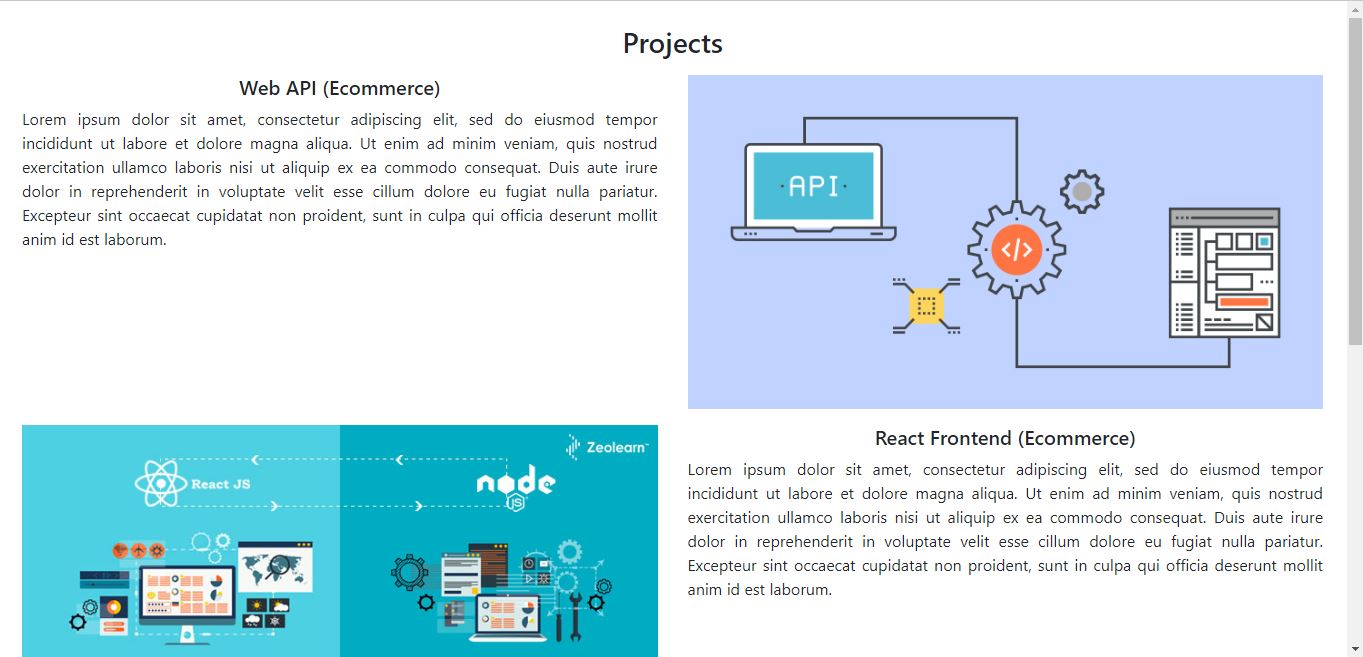 Projects
Web API (Ecommerce)
Lorem ipsum dolor sit amet, consectetur adipiscing elit, sed do eiusmod tempor
incididunt ut labore et dolore magna aliqua. Ut enim ad minim veniam, quis nostrud
exercitation ullamco laboris nisi ut aliquip ex ea commodo consequat. Duis aute irure
dolor in reprehenderit in voluptate velit esse cillum dolore eu fugiat nulla pariatur.
Excepteur sint occaecat cupidatat non proident, sunt in culpa qui officia deserunt mollit
anim id est laborum.
·API·
</>
Zeolearn
React JS
node
JS
React Frontend (Ecommerce)
Lorem ipsum dolor sit amet, consectetur adipiscing elit, sed do eiusmod tempor
incididunt ut labore et dolore magna aliqua. Ut enim ad minim veniam, quis nostrud
exercitation ullamco laboris nisi ut aliquip ex ea commodo consequat. Duis aute irure
dolor in reprehenderit in voluptate velit esse cillum dolore eu fugiat nulla pariatur.
Excepteur sint occaecat cupidatat non proident, sunt in culpa qui officia deserunt mollit
anim id est laborum.